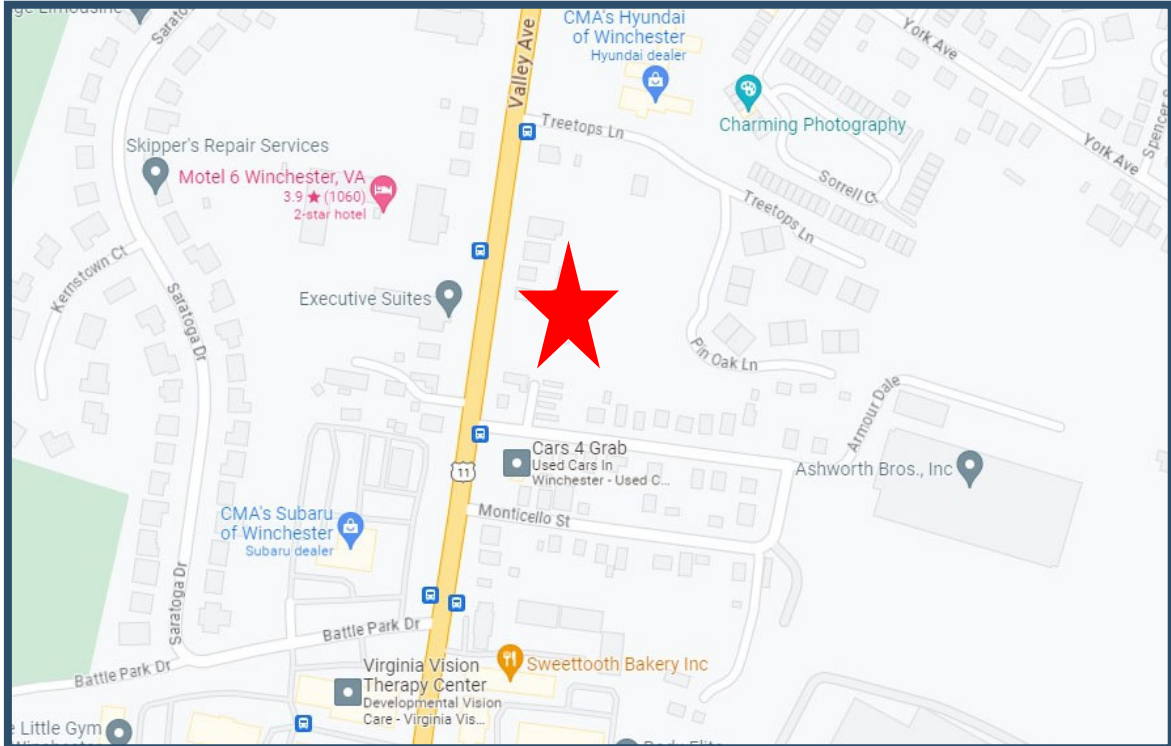 ge Limousine
Saratoga
CMA's Hyundai
of Winchester
Hyundai dealer
Valley Ave
York Ave
Charming Photography
Treetops Ln
York Ave
Spencer S
Skipper's Repair Services
Motel 6 Winchester, VA
3.9 ★ (1060)
2-star hotel
Sorrell Ct
Treetops Ln
Kernstown Ct
Executive Suites
Saratoga Dr
Pin Oak Ln
Armour Dale
Cars 4 Grab
Used Cars In
Winchester - Used C...
Ashworth Bros., Inc
11
Monticello St
CMA's Subaru
of Winchester
Subaru dealer
Saratoga Dr
Battle Park Dr
Virginia Vision
Therapy Center
Developmental Vision
Care - Virginia Vis...
Sweettooth Bakery Inc
Battle Park Dr
e Little Gym